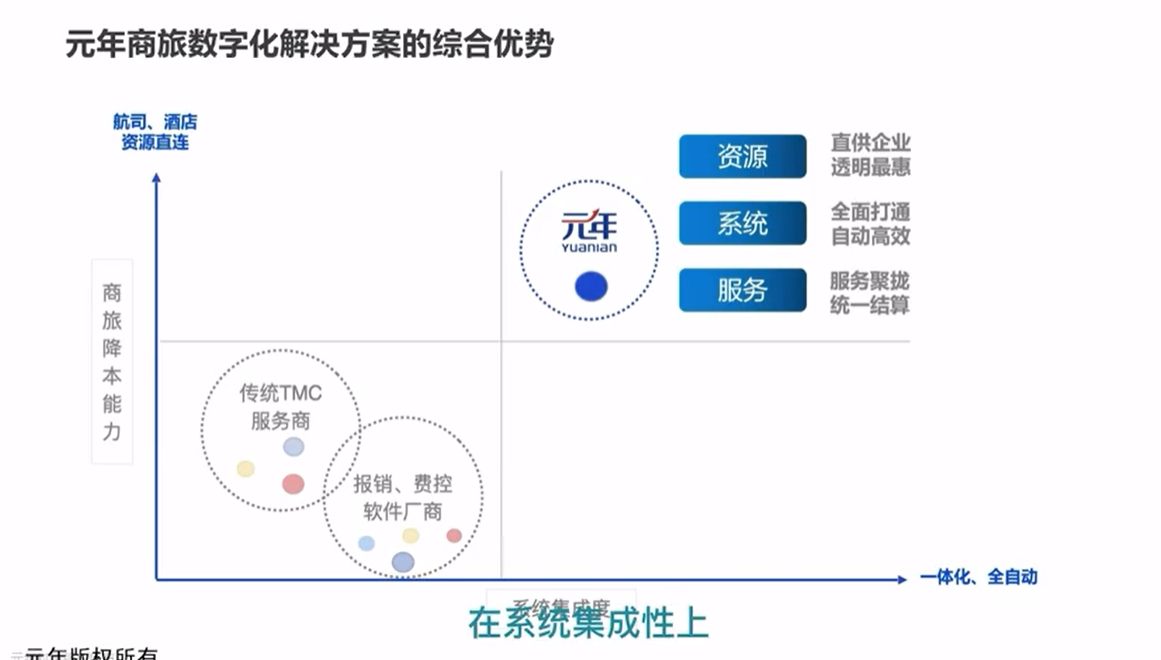 元年商旅数字化解决方案的综合优势
航司、酒店
资源直连
商旅降本能力
元年
YUANIAN
资源
直供企业
透明最惠
系统
全面打通
自动高效
服务
服务聚拢
统一结算
传统TMC
服务商
报销、费控
软件厂商
一体化、全自动
系统集成度
在系统集成性上
元年版权所有